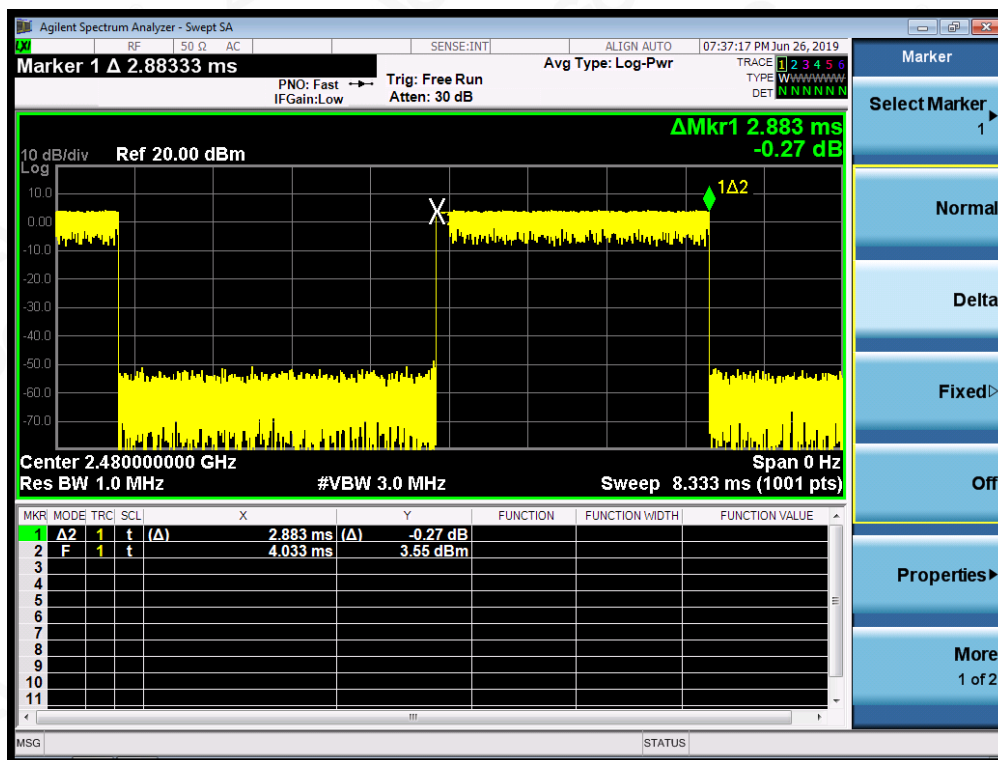 Agilent Spectrum Analyzer - Swept SA
LXI RF 50 Ω AC SENSE:INT ALIGN AUTO 07:37:17 PM Jun 26, 2019
Marker 1 Δ 2.88333 ms
PNO: Fast
IFGain:Low
Trig: Free Run
Atten: 30 dB
Avg Type: Log-Pwr
TRACE 1 2 3 4 5 6
TYPE WWWWWWW
DET N N N N N N
ΔMkr1 2.883 ms
-0.27 dB
10 dB/div Ref 20.00 dBm
Log
10.0
0.00
-10.0
-20.0
-30.0
-40.0
-50.0
-60.0
-70.0
X
1Δ2
Center 2.480000000 GHz Span 0 Hz
Res BW 1.0 MHz #VBW 3.0 MHz Sweep 8.333 ms (1001 pts)
MKR MODE TRC SCL X Y FUNCTION FUNCTION WIDTH FUNCTION VALUE
1 Δ2 1 t (Δ) 2.883 ms (Δ) -0.27 dB
2 F 1 t 4.033 ms 3.55 dBm
3
4
5
6
7
8
9
10
11
MSG STATUS
Marker
Select Marker
1
Normal
Delta
Fixed
Off
Properties
More
1 of 2